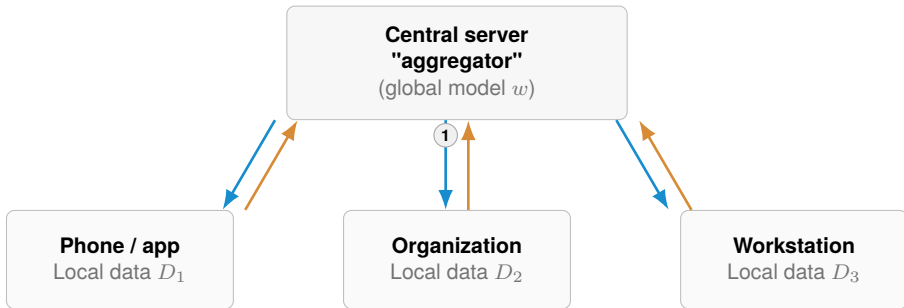 Central server
"aggregator"
(global model w)
1
Phone / app
Local data D₁
Organization
Local data D₂
Workstation
Local data D₃